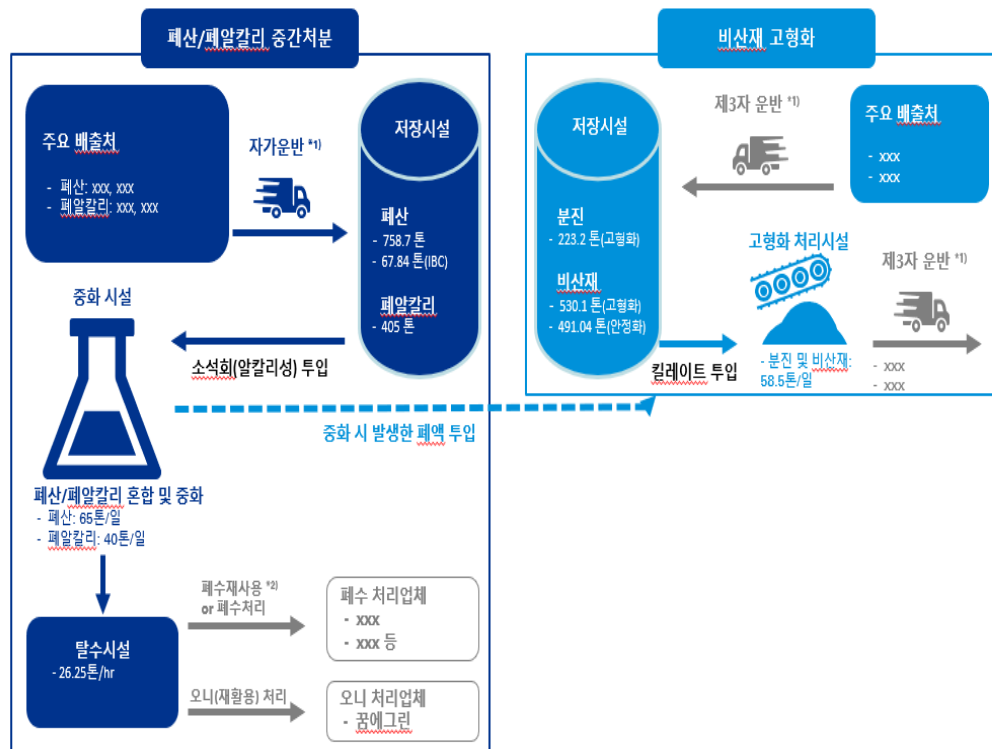 폐산/폐알칼리 중간처분
주요 배출처
- 폐산: xxx, xxx
- 폐알칼리: xxx, xxx
자가운반 *1)
저장시설
폐산
- 758.7 톤
- 67.84 톤(IBC)
폐알칼리
- 405 톤
중화 시설
소석회(알칼리성) 투입
중화 시 발생한 폐액 투입
폐산/폐알칼리 혼합 및 중화
- 폐산: 65톤/일
- 폐알칼리: 40톤/일
탈수시설
- 26.25톤/hr
폐수재사용 *2)
or 폐수처리
폐수 처리업체
- xxx
- xxx 등
오니(재활용) 처리
오니 처리업체
- 꿈에그린
비산재 고형화
저장시설
분진
- 223.2 톤(고형화)
비산재
- 530.1 톤(고형화)
- 491.04 톤(안정화)
제3자 운반 *1)
주요 배출처
- xxx
- xxx
고형화 처리시설
킬레이트 투입
- 분진 및 비산재:
58.5톤/일
제3자 운반 *1)
- xxx
- xxx